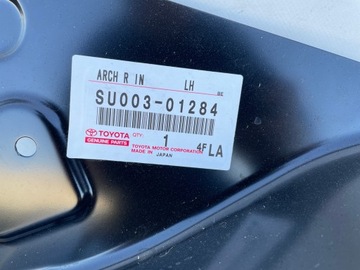 ARCH R IN LH
SU003-01284
TOYOTA
GENUINE PARTS
QTY. 1
TOYOTA MOTOR CORPORATION
MADE IN JAPAN
4F LA